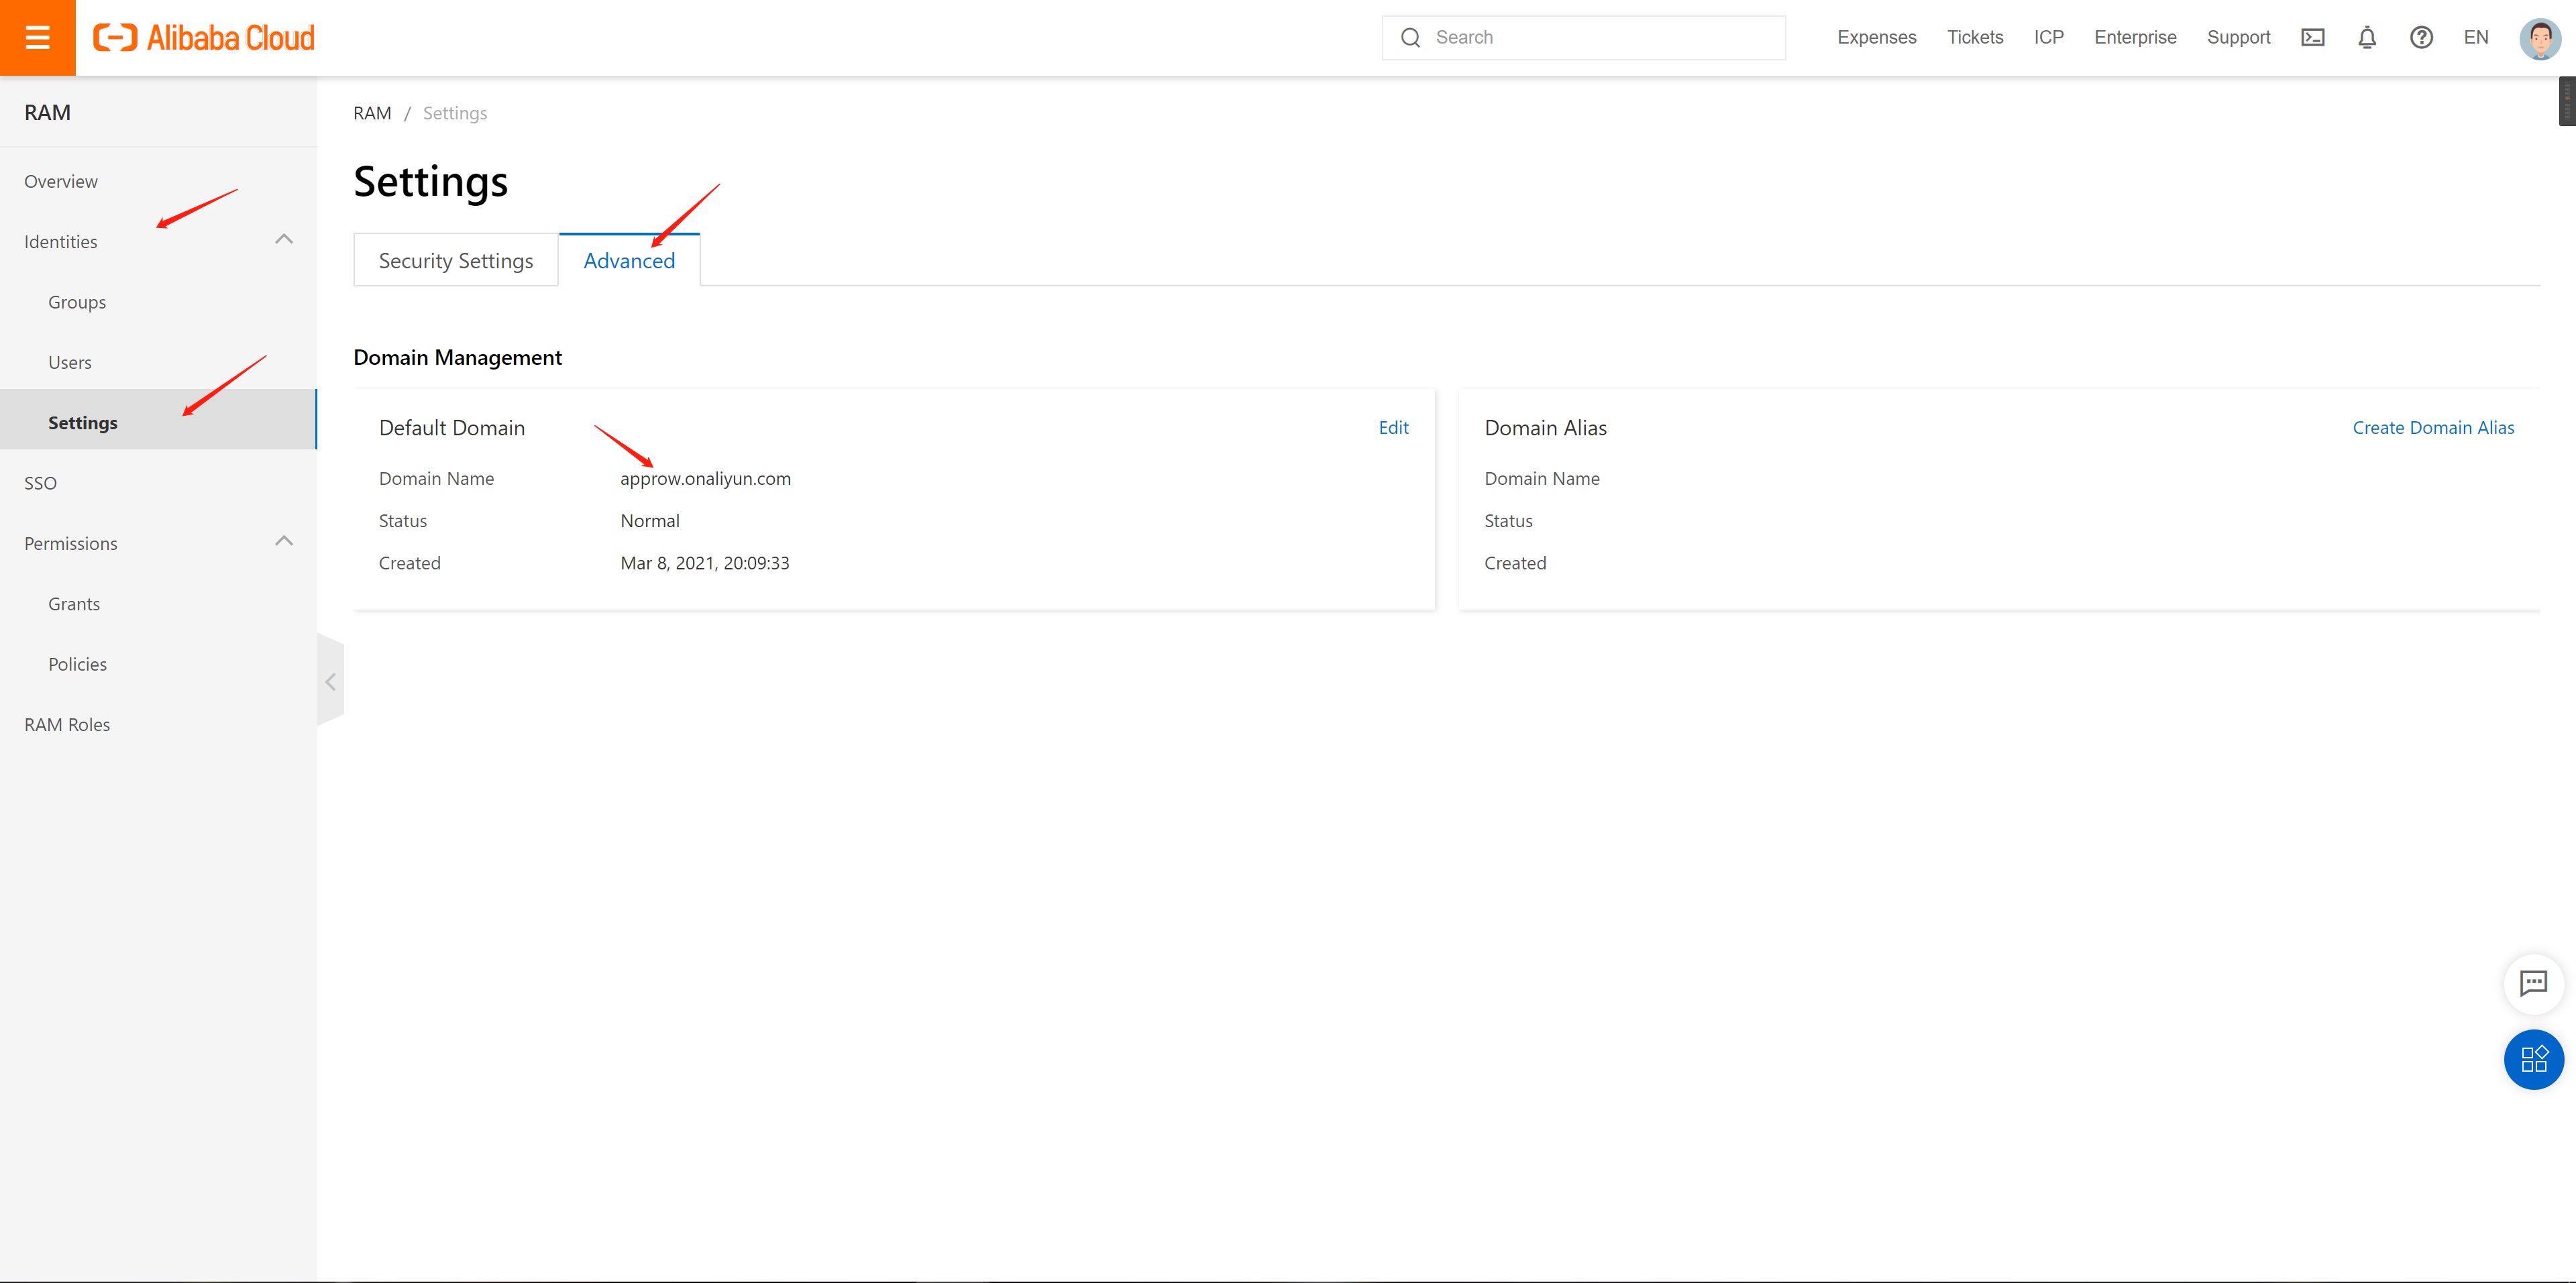 Alibaba Cloud
Search
Expenses
Tickets
ICP
Enterprise
Support
EN
RAM
Overview
Identities
Groups
Users
Settings
SSO
Permissions
Grants
Policies
RAM Roles
RAM / Settings
Settings
Security Settings
Advanced
Domain Management
Default Domain
Edit
Domain Name approw.onaliyun.com
Status Normal
Created Mar 8, 2021, 20:09:33
Domain Alias
Create Domain Alias
Domain Name
Status
Created